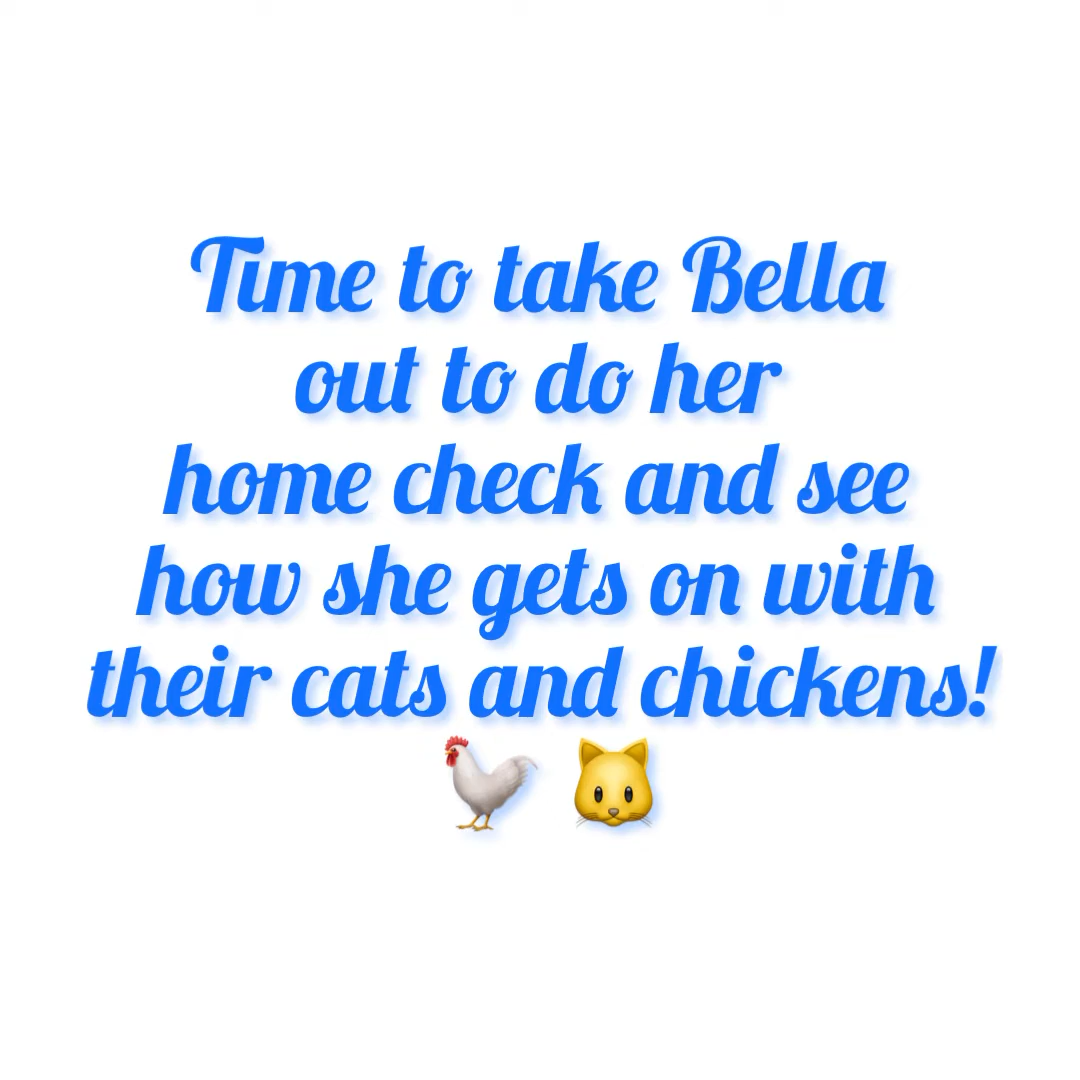 Time to take Bella
out to do her
home check and see
how she gets on with
their cats and chickens!
🐓 🐱